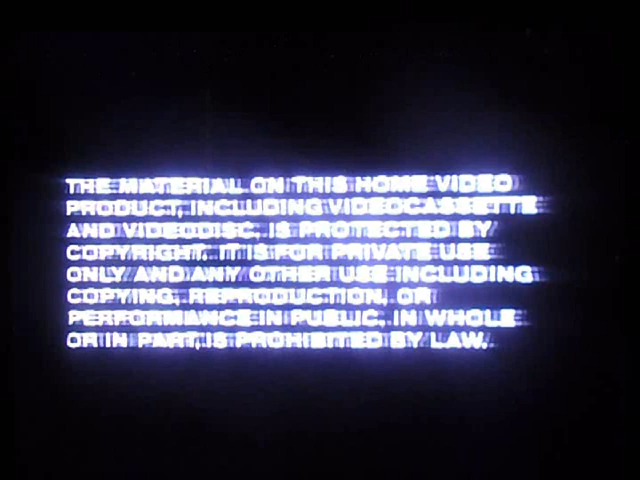 THE MATERIAL ON THIS HOME VIDEO
PRODUCT, INCLUDING VIDEOCASSETTE
AND VIDEODISC, IS PROTECTED BY
COPYRIGHT. IT IS FOR PRIVATE USE
ONLY AND ANY OTHER USE INCLUDING
COPYING, REPRODUCTION, OR
PERFORMANCE IN PUBLIC, IN WHOLE
OR IN PART, IS PROHIBITED BY LAW.